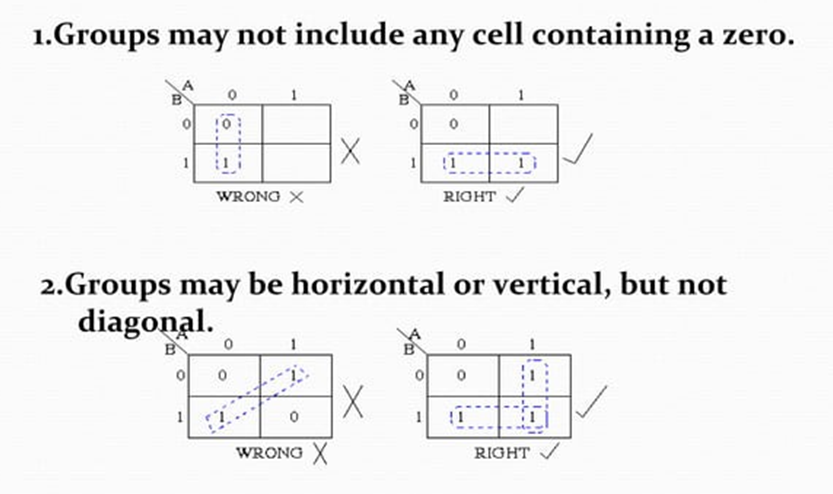 1.Groups may not include any cell containing a zero.
A A
B 0 1 B 0 1
0 0 0 0
1 1 1 1 1
WRONG RIGHT
2.Groups may be horizontal or vertical, but not
diagonal.
A A
B 0 1 B 0 1
0 0 1 0 0 1
1 1 0 1 1 1
WRONG RIGHT